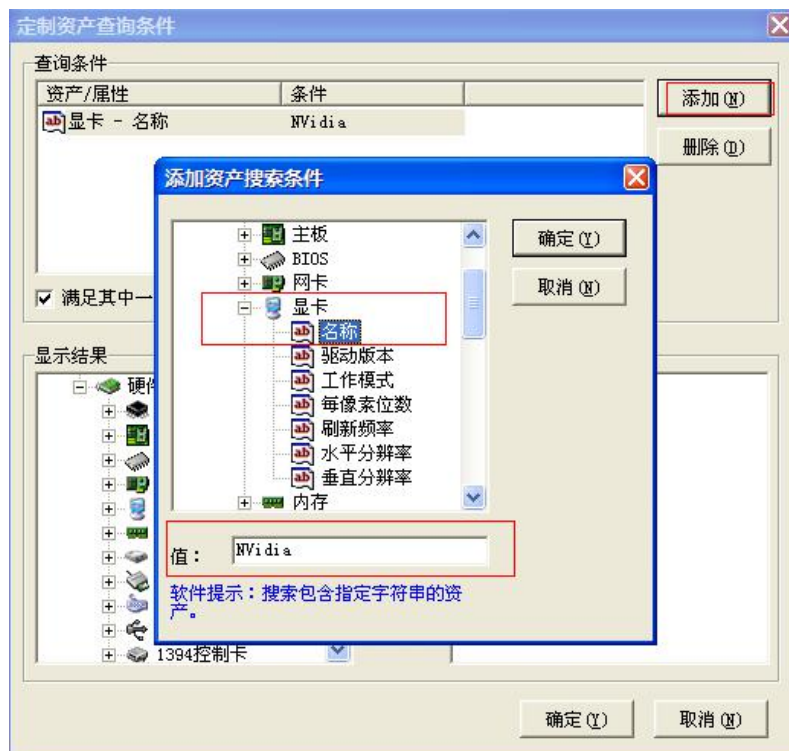 定制资产查询条件
查询条件
资产/属性 条件
显卡 - 名称 NVidia
添加(N)
删除(D)
满足其中一
添加资产搜索条件
主板
BIOS
网卡
显卡
名称
驱动版本
工作模式
每像素位数
刷新频率
水平分辨率
垂直分辨率
内存
确定(Y)
取消(N)
值： NVidia
软件提示：搜索包含指定字符串的资
产。
显示结果
硬件
1394控制卡
确定(Y)
取消(N)